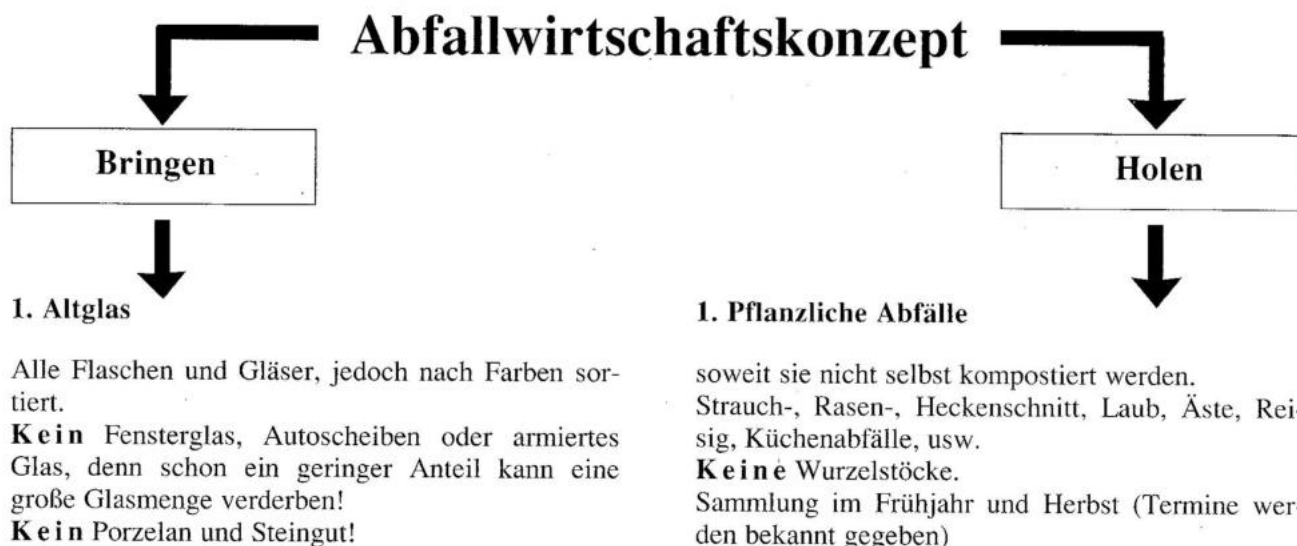 Abfallwirtschaftskonzept
Bringen
1. Altglas
Alle Flaschen und Gläser, jedoch nach Farben sor-
tiert.
Kein Fensterglas, Autoscheiben oder armiertes
Glas, denn schon ein geringer Anteil kann eine
große Glasmenge verderben!
Kein Porzelan und Steingut!
Holen
1. Pflanzliche Abfälle
soweit sie nicht selbst kompostiert werden.
Strauch-, Rasen-, Heckenschnitt, Laub, Äste, Rei-
sig, Küchenabfälle, usw.
Keine Wurzelstöcke.
Sammlung im Frühjahr und Herbst (Termine wer-
den bekannt gegeben)